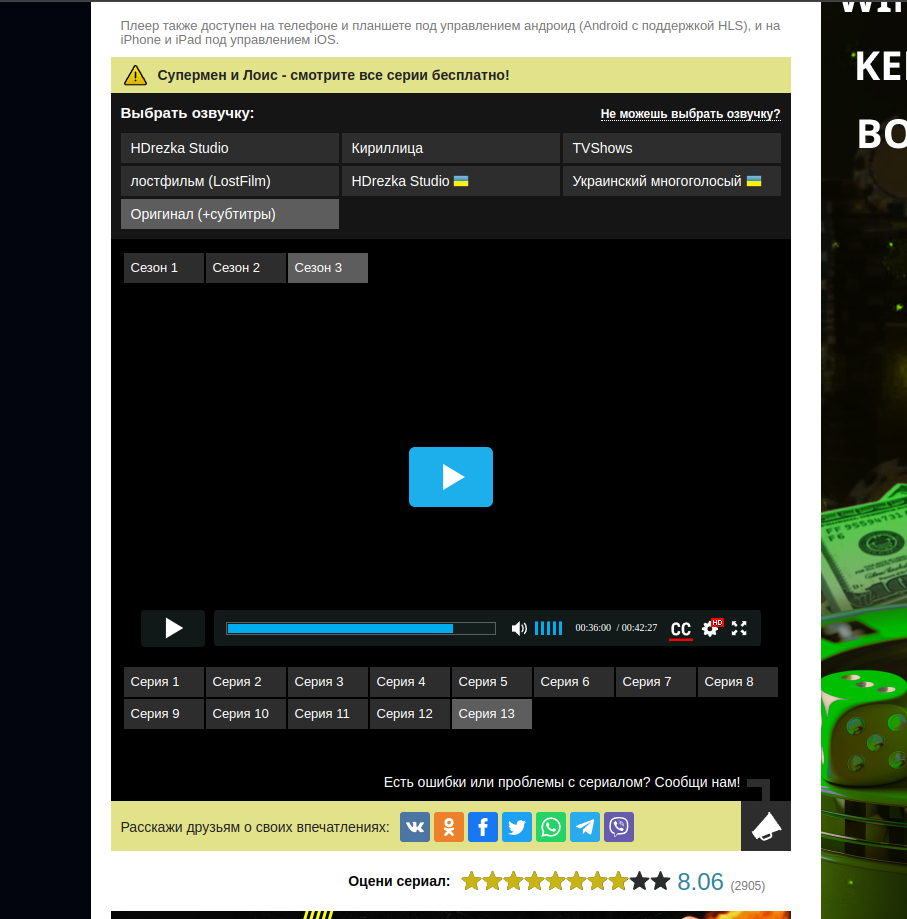 Плеер также доступен на телефоне и планшете под управлением андроид (Android с поддержкой HLS), и на
iPhone и iPad под управлением iOS.
Супермен и Лоис - смотрите все серии бесплатно!
Выбрать озвучку: Не можешь выбрать озвучку?
HDrezka Studio Кириллица TVShows
лостфильм (LostFilm) HDrezka Studio Украинский многоголосый
Оригинал (+субтитры)
Сезон 1 Сезон 2 Сезон 3
00:36:00 / 00:42:27 CC HD
Серия 1 Серия 2 Серия 3 Серия 4 Серия 5 Серия 6 Серия 7 Серия 8
Серия 9 Серия 10 Серия 11 Серия 12 Серия 13
Есть ошибки или проблемы с сериалом? Сообщи нам!
Расскажи друзьям о своих впечатлениях:
Оцени сериал: 8.06 (2905)